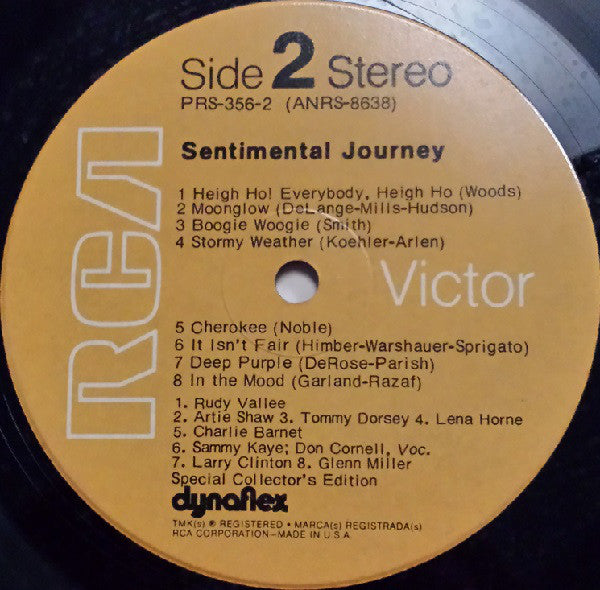 Side 2 Stereo
PRS-356-2 (ANRS-8638)
Sentimental Journey
1 Heigh Ho! Everybody, Heigh Ho (Woods)
2 Moonglow (DeLange-Mills-Hudson)
3 Boogie Woogie (Smith)
4 Stormy Weather (Koehler-Arlen)
RCA Victor
5 Cherokee (Noble)
6 It Isn't Fair (Himber-Warshauer-Sprigato)
7 Deep Purple (DeRose-Parish)
8 In the Mood (Garland-Razaf)
1. Rudy Vallee
2. Artie Shaw 3. Tommy Dorsey 4. Lena Horne
5. Charlie Barnet
6. Sammy Kaye; Don Cornell, Voc.
7. Larry Clinton 8. Glenn Miller
Special Collector's Edition
dynaflex
TMK(s) ® REGISTERED • MARCA(s) REGISTRADA(s)
RCA CORPORATION—MADE IN U.S.A.